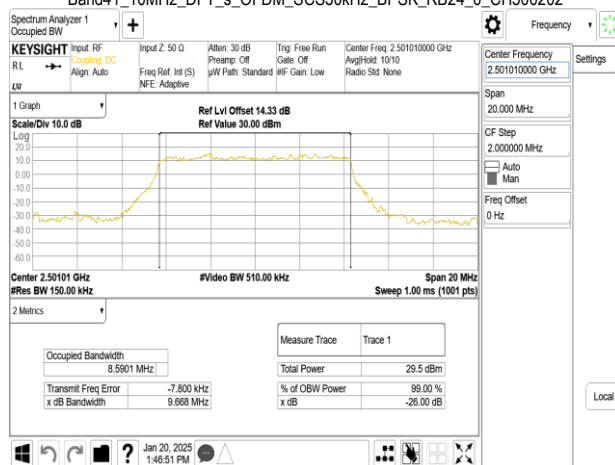 Band41_10MHz_DFT_s_OFDM_SCS30kHz_BPSK_RB24_0_CH500202
Spectrum Analyzer 1
Occupied BW
Frequency
KEYSIGHT
Input: RF
Coupling: DC
Align: Auto
Input Z: 50 Ω
Freq Ref: Int (S)
NFE: Adaptive
Atten: 30 dB
Preamp: Off
µW Path: Standard
Trig: Free Run
Gate: Off
#IF Gain: Low
Center Freq: 2.501010000 GHz
Avg|Hold: 10/10
Radio Std: None
RL
LXI
Center Frequency
2.501010000 GHz
Settings
Span
20.000 MHz
CF Step
2.000000 MHz
Auto
Man
Freq Offset
0 Hz
Local
1 Graph
Ref Lvl Offset 14.33 dB
Scale/Div 10.0 dB
Ref Value 30.00 dBm
Log
20.0
10.0
0.00
-10.0
-20.0
-30.0
-40.0
-50.0
-60.0
Center 2.50101 GHz
#Video BW 510.00 kHz
Span 20 MHz
#Res BW 150.00 kHz
Sweep 1.00 ms (1001 pts)
2 Metrics
Measure Trace
Trace 1
Occupied Bandwidth
8.5901 MHz
Total Power
29.5 dBm
Transmit Freq Error
-7.800 kHz
% of OBW Power
99.00 %
x dB Bandwidth
9.668 MHz
x dB
-26.00 dB
?
Jan 20, 2025
1:46:51 PM